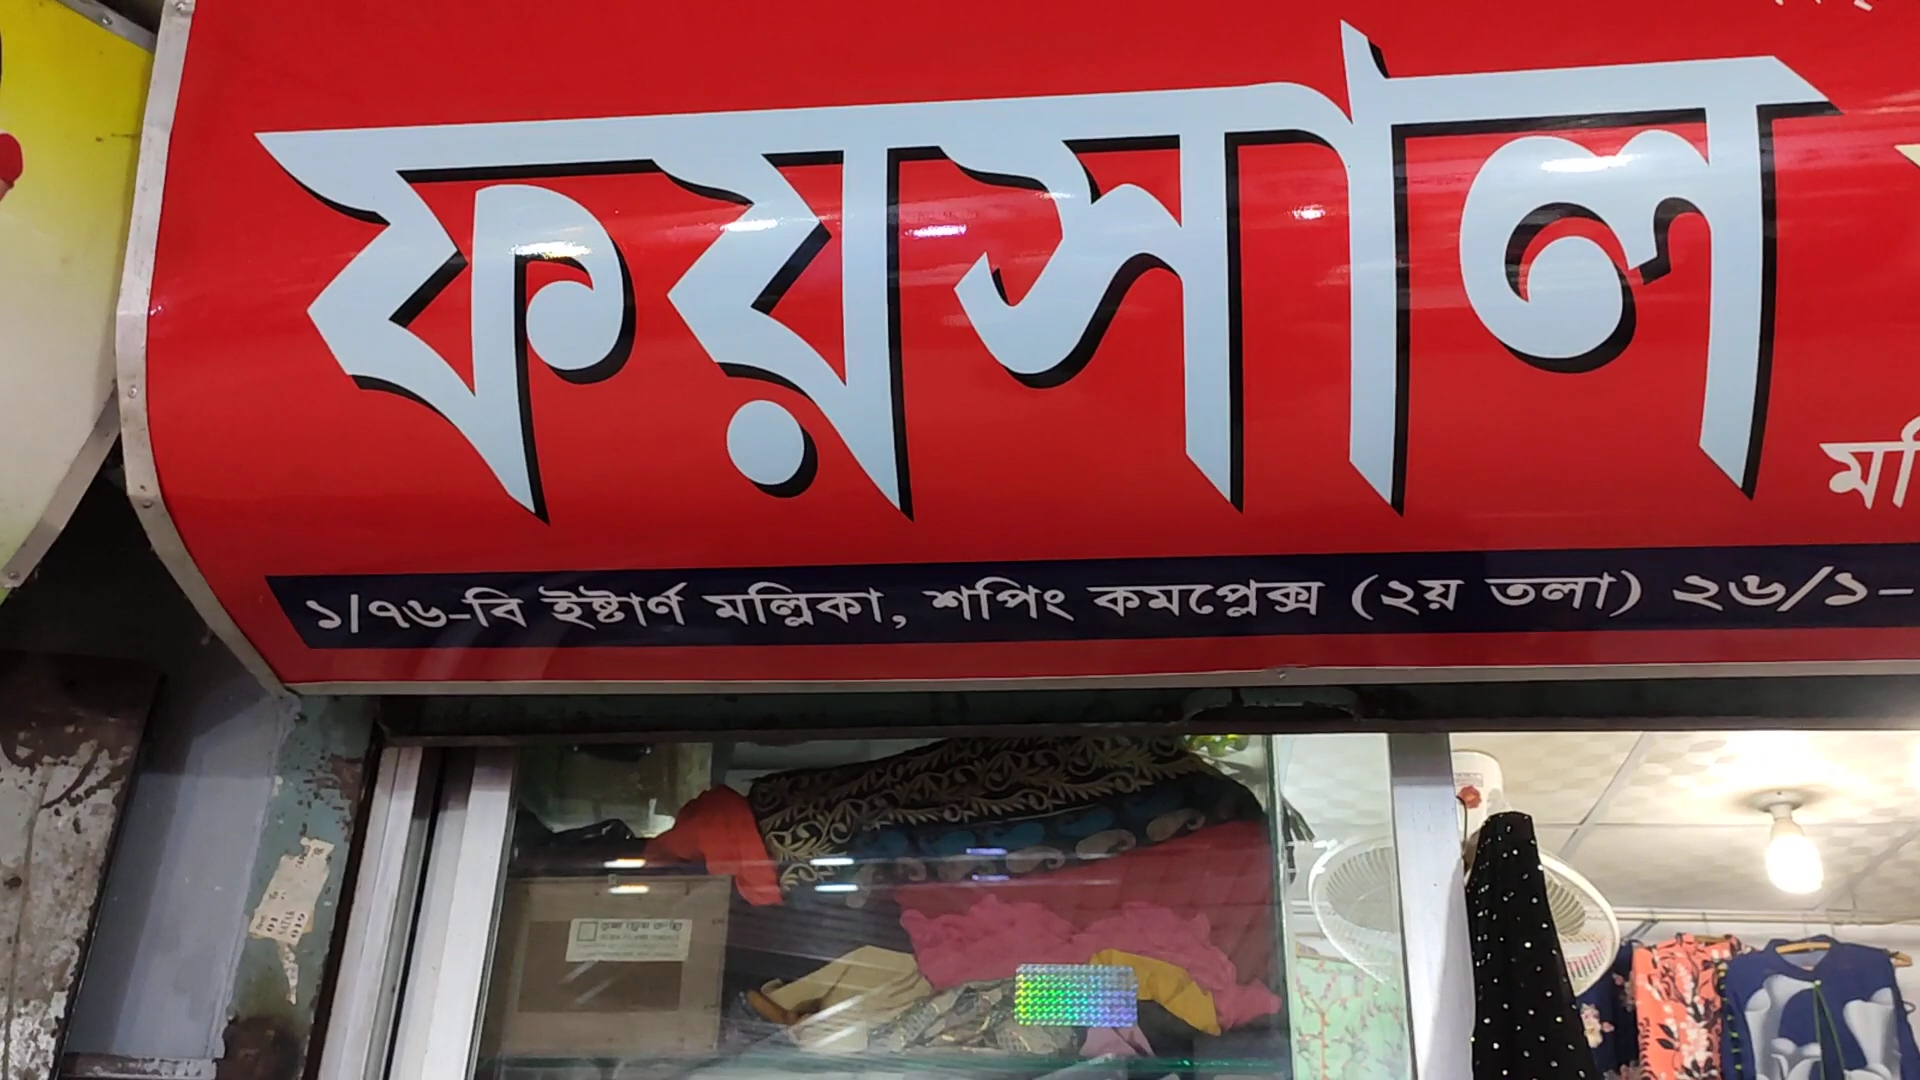 ফয়সাল
১/৭৬-বি ইষ্টার্ণ মল্লিকা, শপিং কমপ্লেক্স (২য় তলা) ২৬/১-